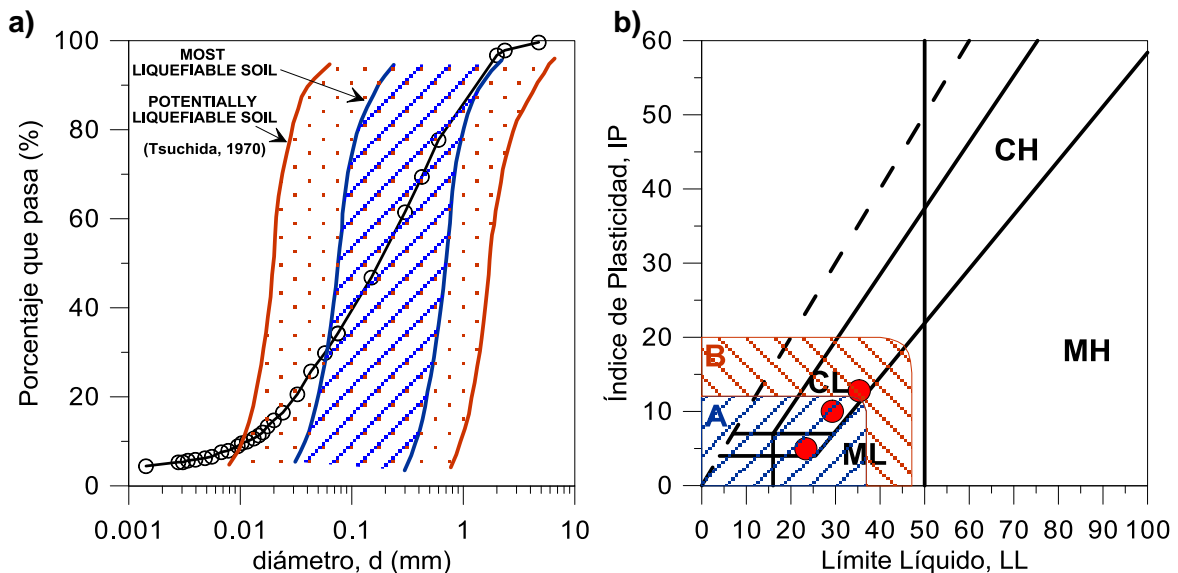 a)
MOST
LIQUEFIABLE SOIL
POTENTIALLY
LIQUEFIABLE SOIL
(Tsuchida, 1970)
Porcentaje que pasa (%)
100
80
60
40
20
0
0.001
0.01
0.1
1
10
diámetro, d (mm)
b)
Índice de Plasticidad, IP
60
50
40
30
20
10
0
CH
MH
B
CL
A
ML
0 10 20 30 40 50 60 70 80 90 100
Límite Líquido, LL